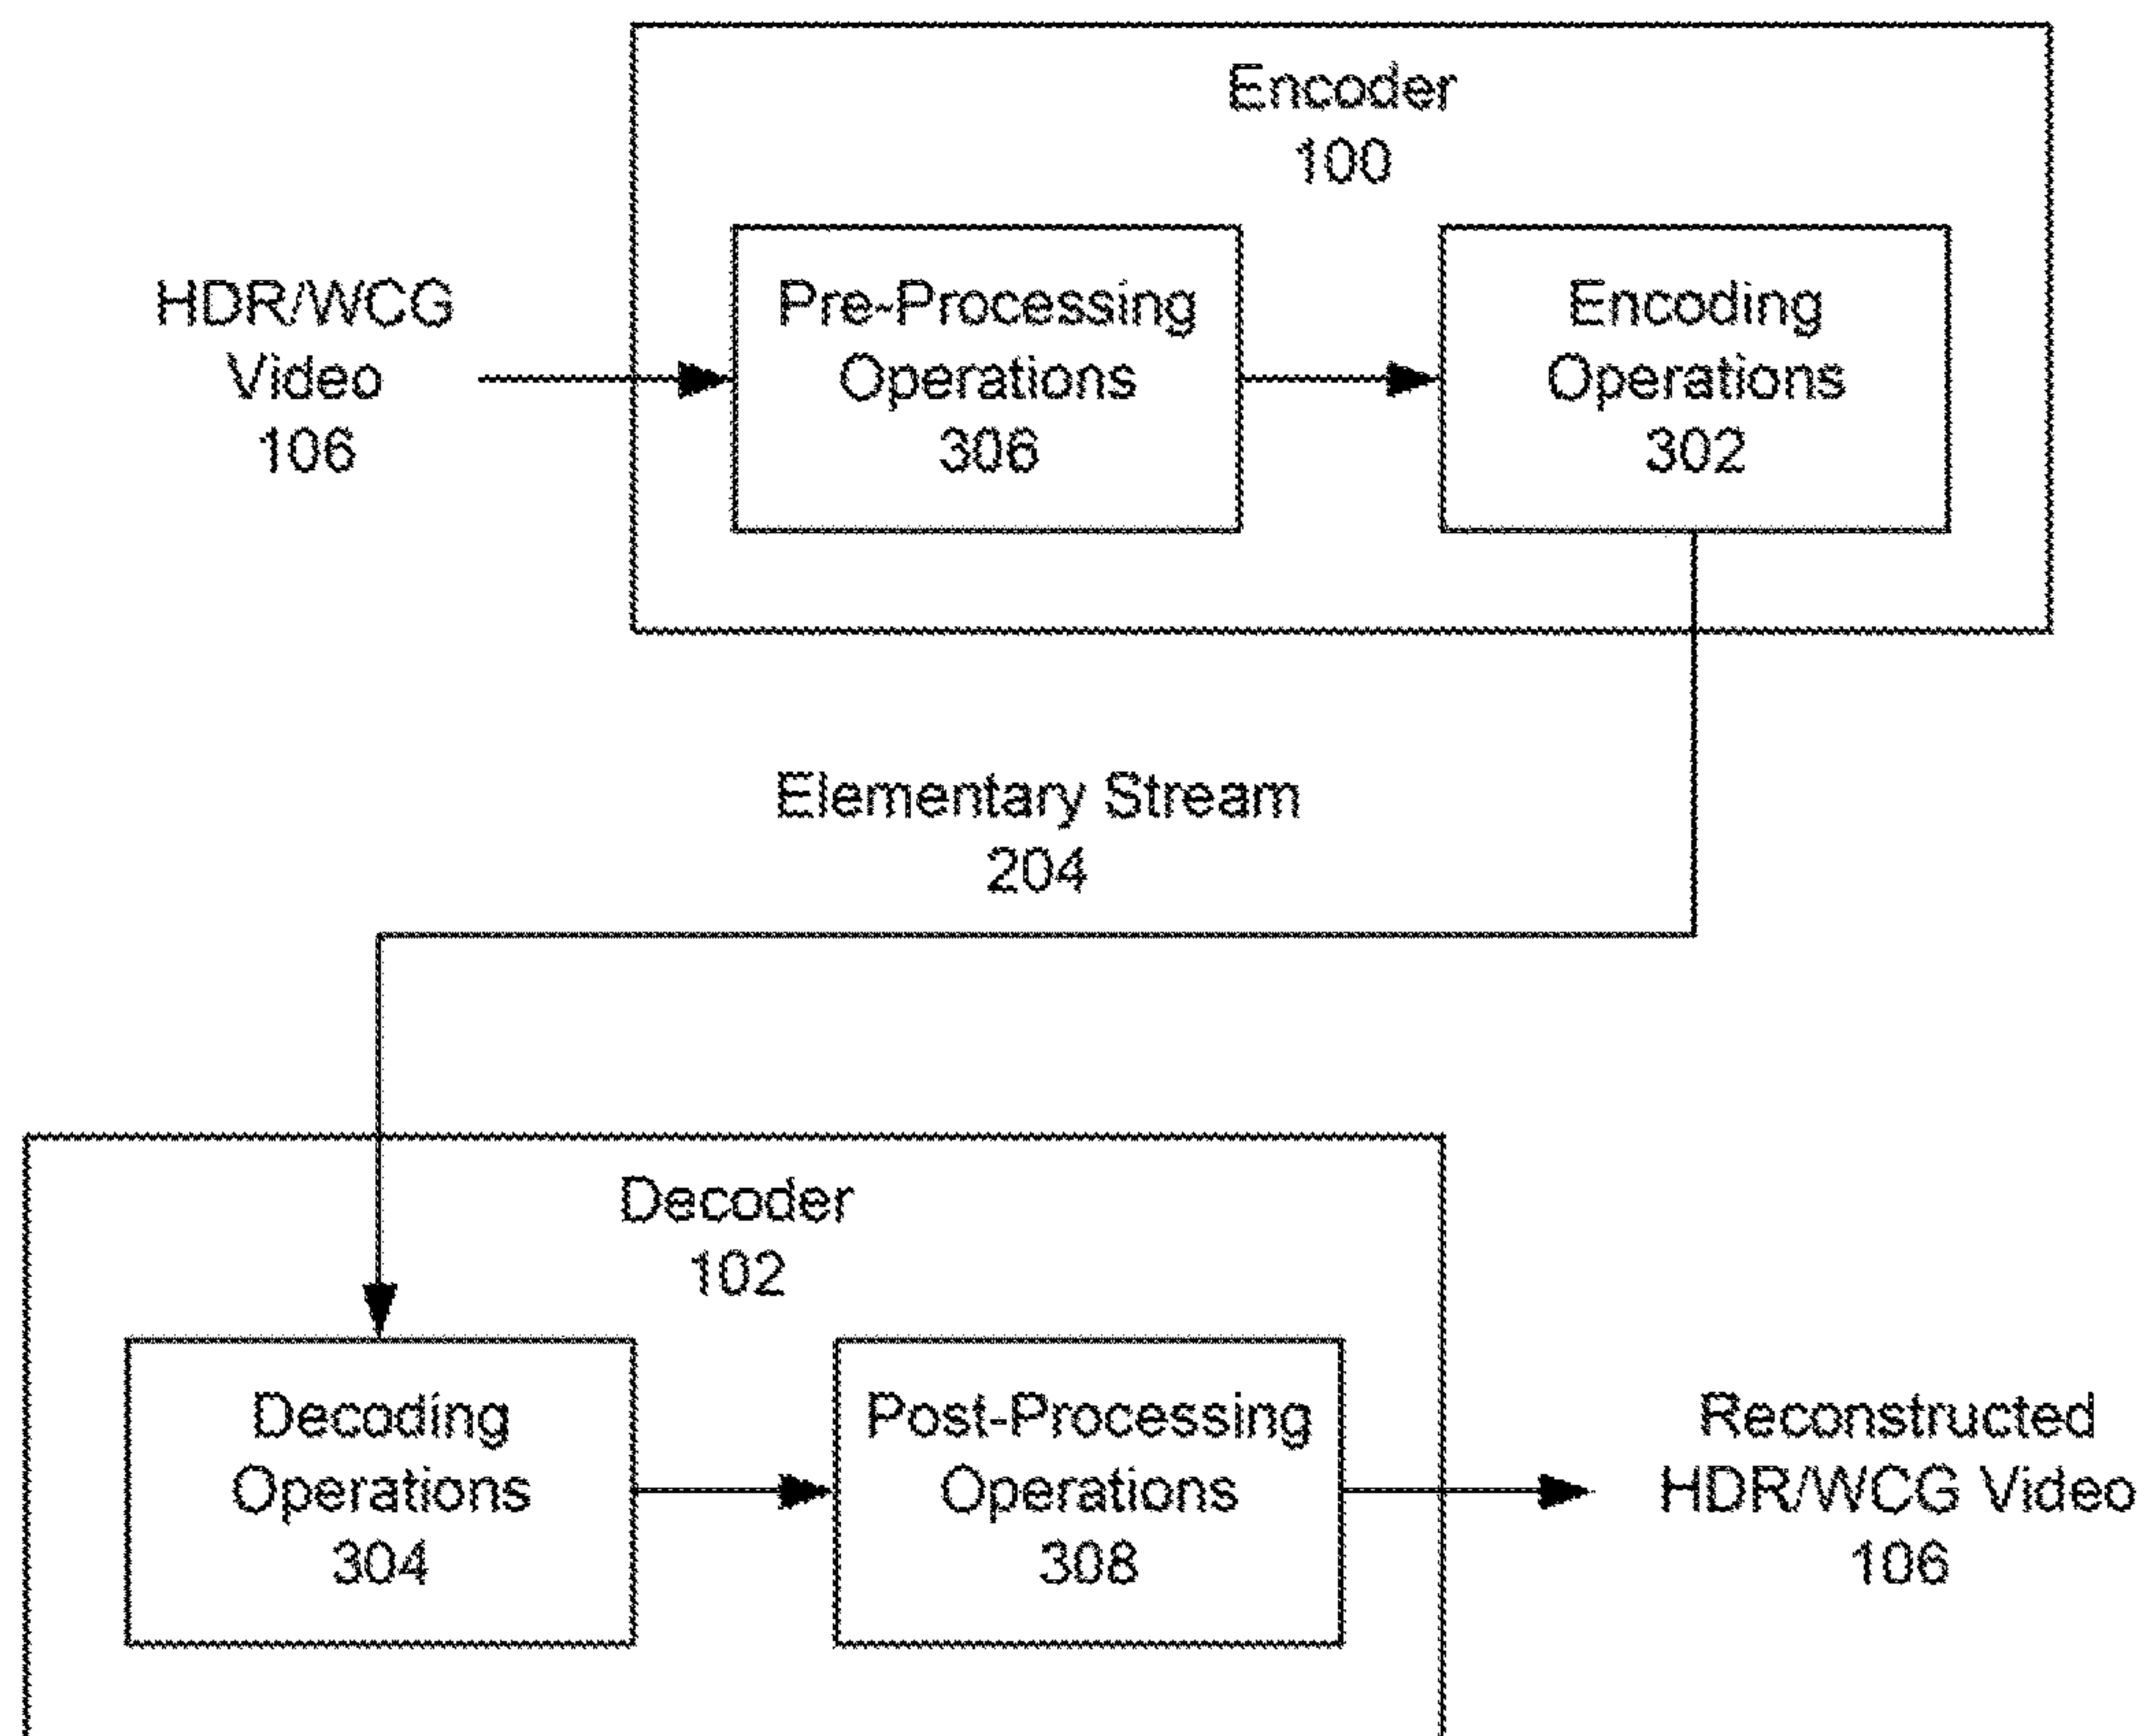 Encoder
100
HDR/WCG
Video
106
Pre-Processing
Operations
306
Encoding
Operations
302
Elementary Stream
204
Decoder
102
Decoding
Operations
304
Post-Processing
Operations
308
Reconstructed
HDR/WCG Video
106